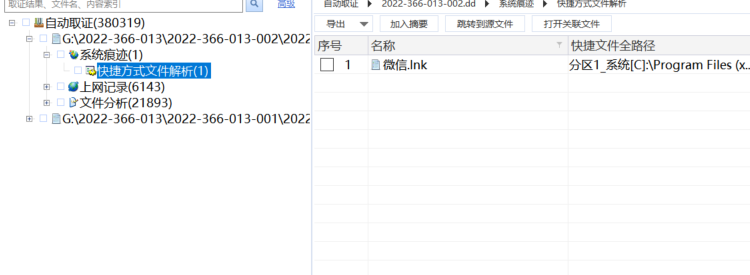 取证结果、文件名、内容索引 高级
自动取证 2022-366-013-002.dd 系统痕迹 快捷方式文件解析
自动取证(380319)
G:\2022-366-013\2022-366-013-002\2022
系统痕迹(1)
快捷方式文件解析(1)
上网记录(6143)
文件分析(21893)
G:\2022-366-013\2022-366-013-001\2022
导出 加入摘要 跳转到源文件 打开关联文件
序号 名称 快捷文件全路径
1 微信.lnk 分区1_系统[C]:\Program Files (x...